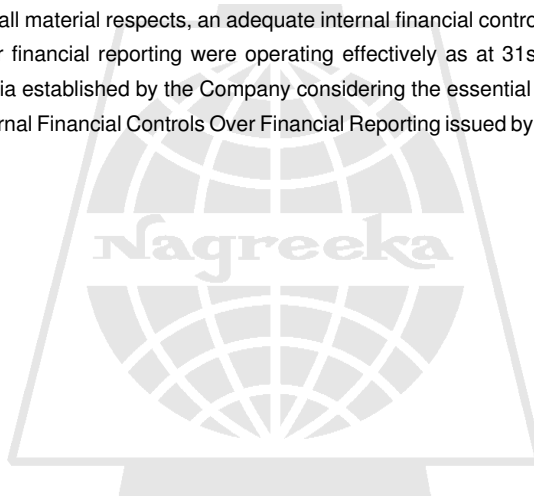 all material respects, an adequate internal financial contro
r financial reporting were operating effectively as at 31s
ia established by the Company considering the essential
rnal Financial Controls Over Financial Reporting issued by
Nagreeka